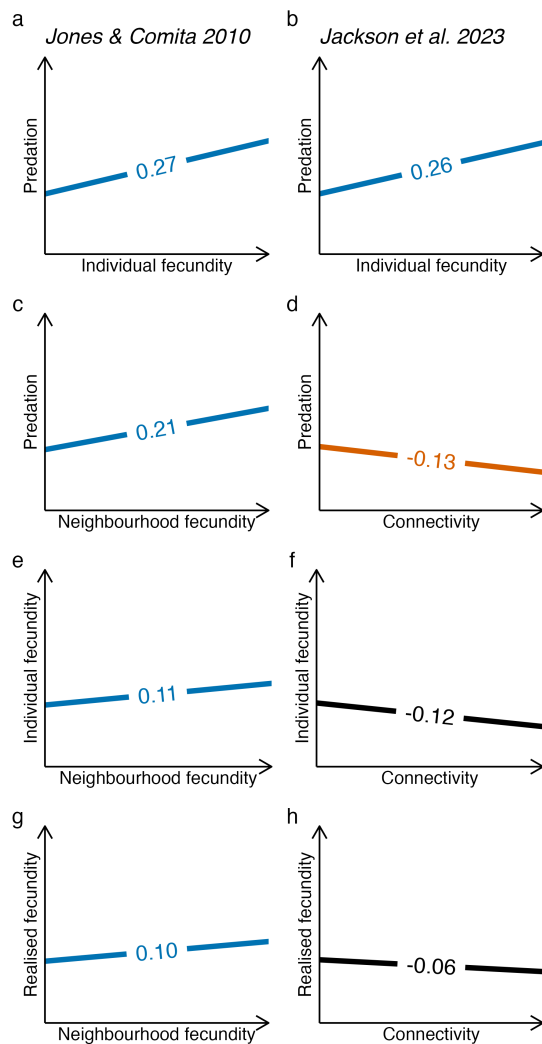 a
Jones & Comita 2010
b
Jackson et al. 2023
Predation
0.27
Individual fecundity
Predation
0.26
Individual fecundity
c
Predation
0.21
Neighbourhood fecundity
d
Predation
-0.13
Connectivity
e
Individual fecundity
0.11
Neighbourhood fecundity
f
Individual fecundity
-0.12
Connectivity
g
Realised fecundity
0.10
Neighbourhood fecundity
h
Realised fecundity
-0.06
Connectivity